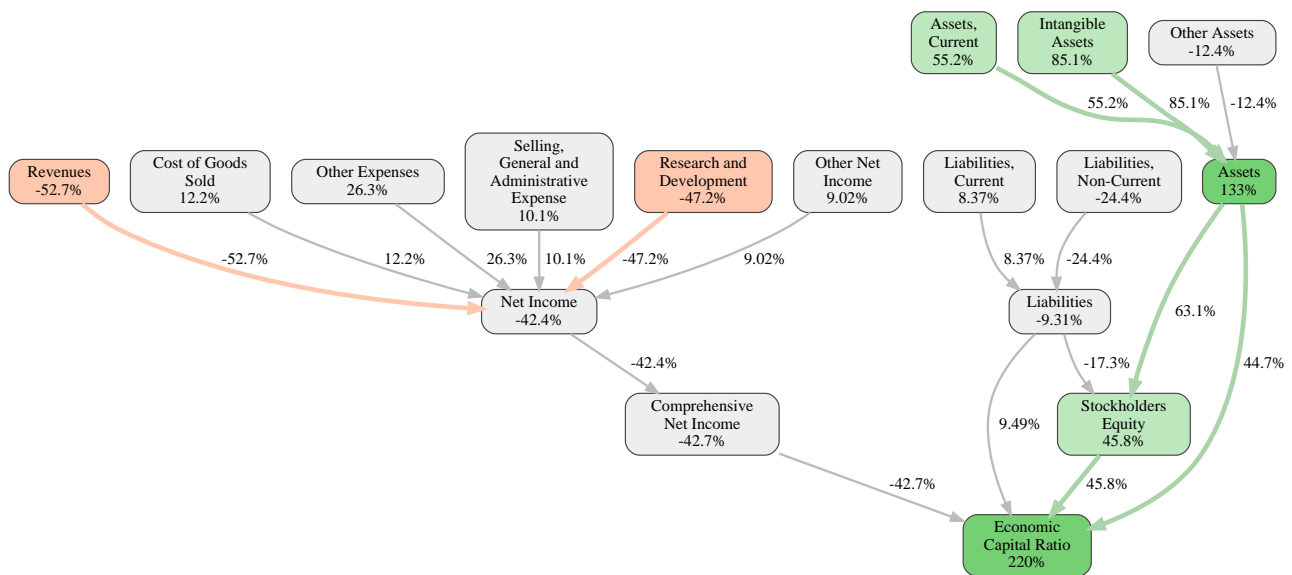 Assets,
Current
55.2%
Intangible
Assets
85.1%
Other Assets
-12.4%
55.2%
85.1%
-12.4%
Revenues
-52.7%
Cost of Goods
Sold
12.2%
Other Expenses
26.3%
Selling,
General and
Administrative
Expense
10.1%
Research and
Development
-47.2%
Other Net
Income
9.02%
Liabilities,
Current
8.37%
Liabilities,
Non-Current
-24.4%
Assets
133%
-52.7%
12.2%
26.3%
10.1%
-47.2%
9.02%
8.37%
-24.4%
Net Income
-42.4%
Liabilities
-9.31%
63.1%
-42.4%
-17.3%
44.7%
Comprehensive
Net Income
-42.7%
9.49%
Stockholders
Equity
45.8%
-42.7%
45.8%
Economic
Capital Ratio
220%